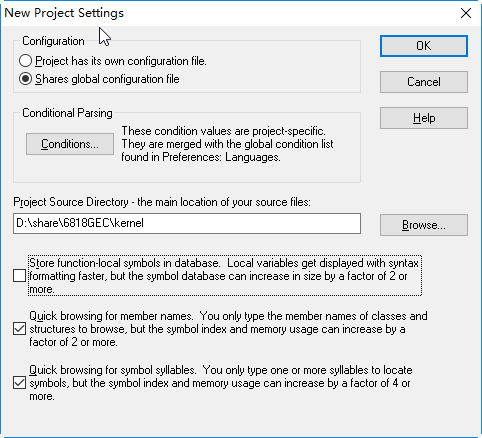 New Project Settings
Configuration
Project has its own configuration file.
Shares global configuration file
OK
Cancel
Help
Conditional Parsing
Conditions...
These condition values are project-specific.
They are merged with the global condition list
found in Preferences: Languages.
Project Source Directory - the main location of your source files:
D:\share\6818GEC\kernel
Browse...
Store function-local symbols in database.  Local variables get displayed with syntax
formatting faster, but the symbol database can increase in size by a factor of 2 or
more.
Quick browsing for member names.  You only type the member names of classes and
structures to browse, but the symbol index and memory usage can increase by a
factor of 2 or more.
Quick browsing for symbol syllables.  You only type one or more syllables to locate
symbols, but the symbol index and memory usage can increase by a factor of 4 or
more.